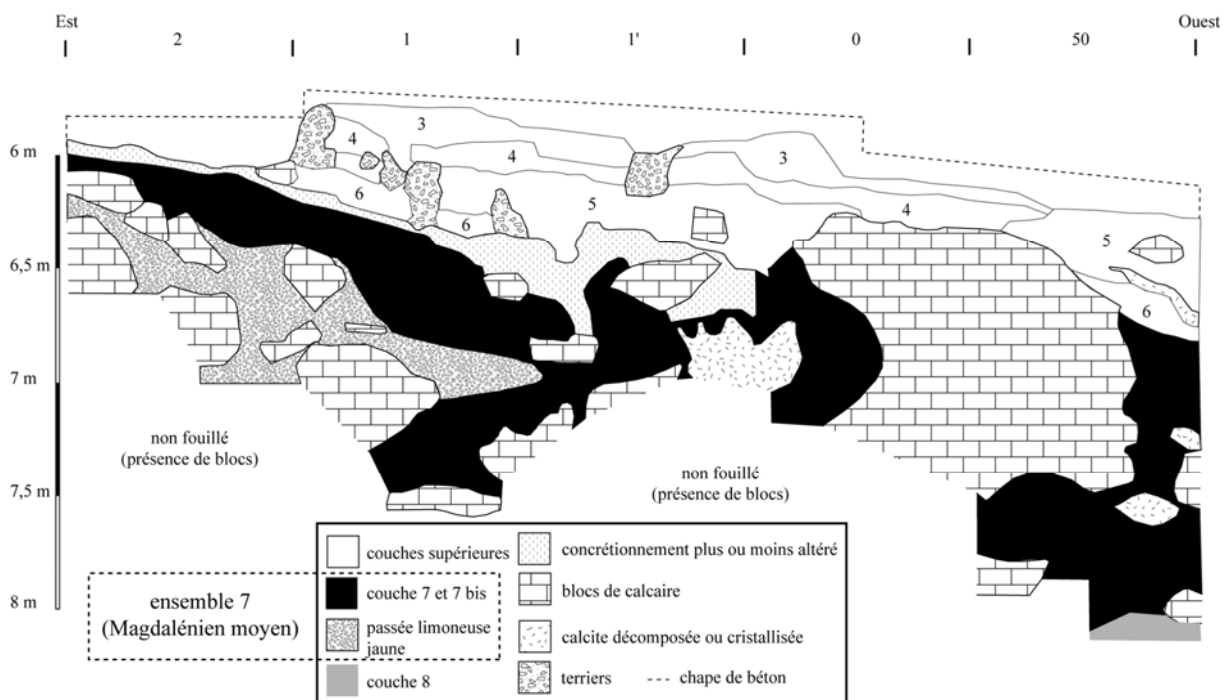 Est
Ouest
2
1
1'
0
50
3
4
4
3
6 m
6
5
4
6
5
6,5 m
6
7 m
non fouillé
(présence de blocs)
non fouillé
(présence de blocs)
7,5 m
couches supérieures
concrétionnement plus ou moins altéré
ensemble 7
(Magdalénien moyen)
couche 7 et 7 bis
blocs de calcaire
8 m
passée limoneuse
jaune
calcite décomposée ou cristallisée
couche 8
terriers
chape de béton